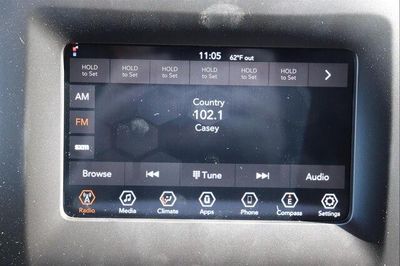 11:05 62°F out
HOLD to Set HOLD to Set HOLD to Set HOLD to Set HOLD to Set HOLD to Set
AM
FM
SXM
Country
102.1
Casey
Browse Tune Audio
Radio Media Climate Apps Phone Compass Settings